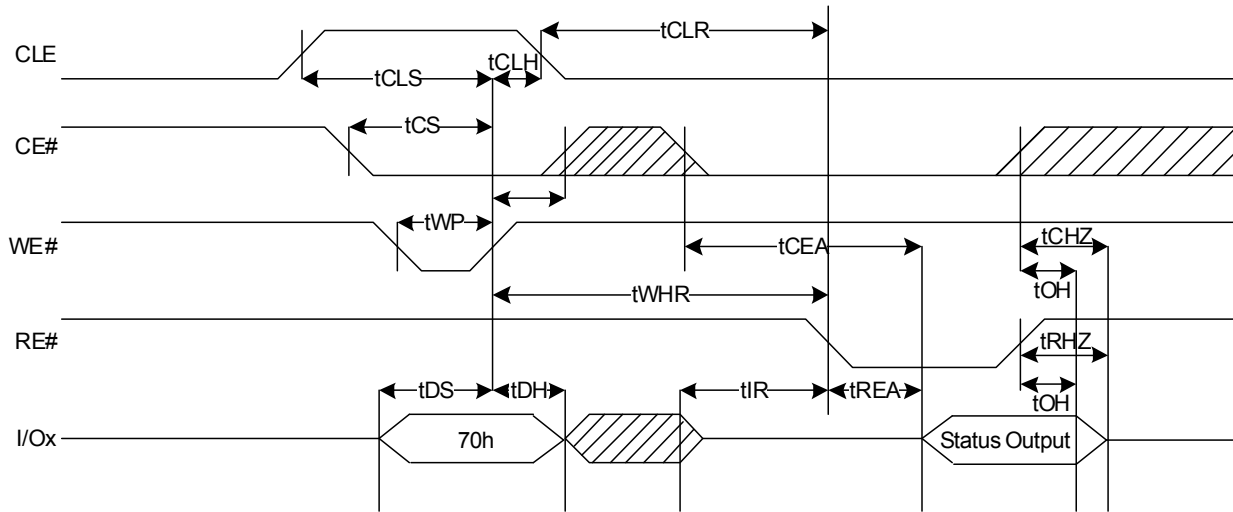 CLE
tCLR
tCLH
tCLS
tCS
CE#
tWP
WE#
tCEA
tCHZ
tOH
tWHR
RE#
tRHZ
tDS
tDH
tIR
tREA
tOH
I/Ox
70h
Status Output